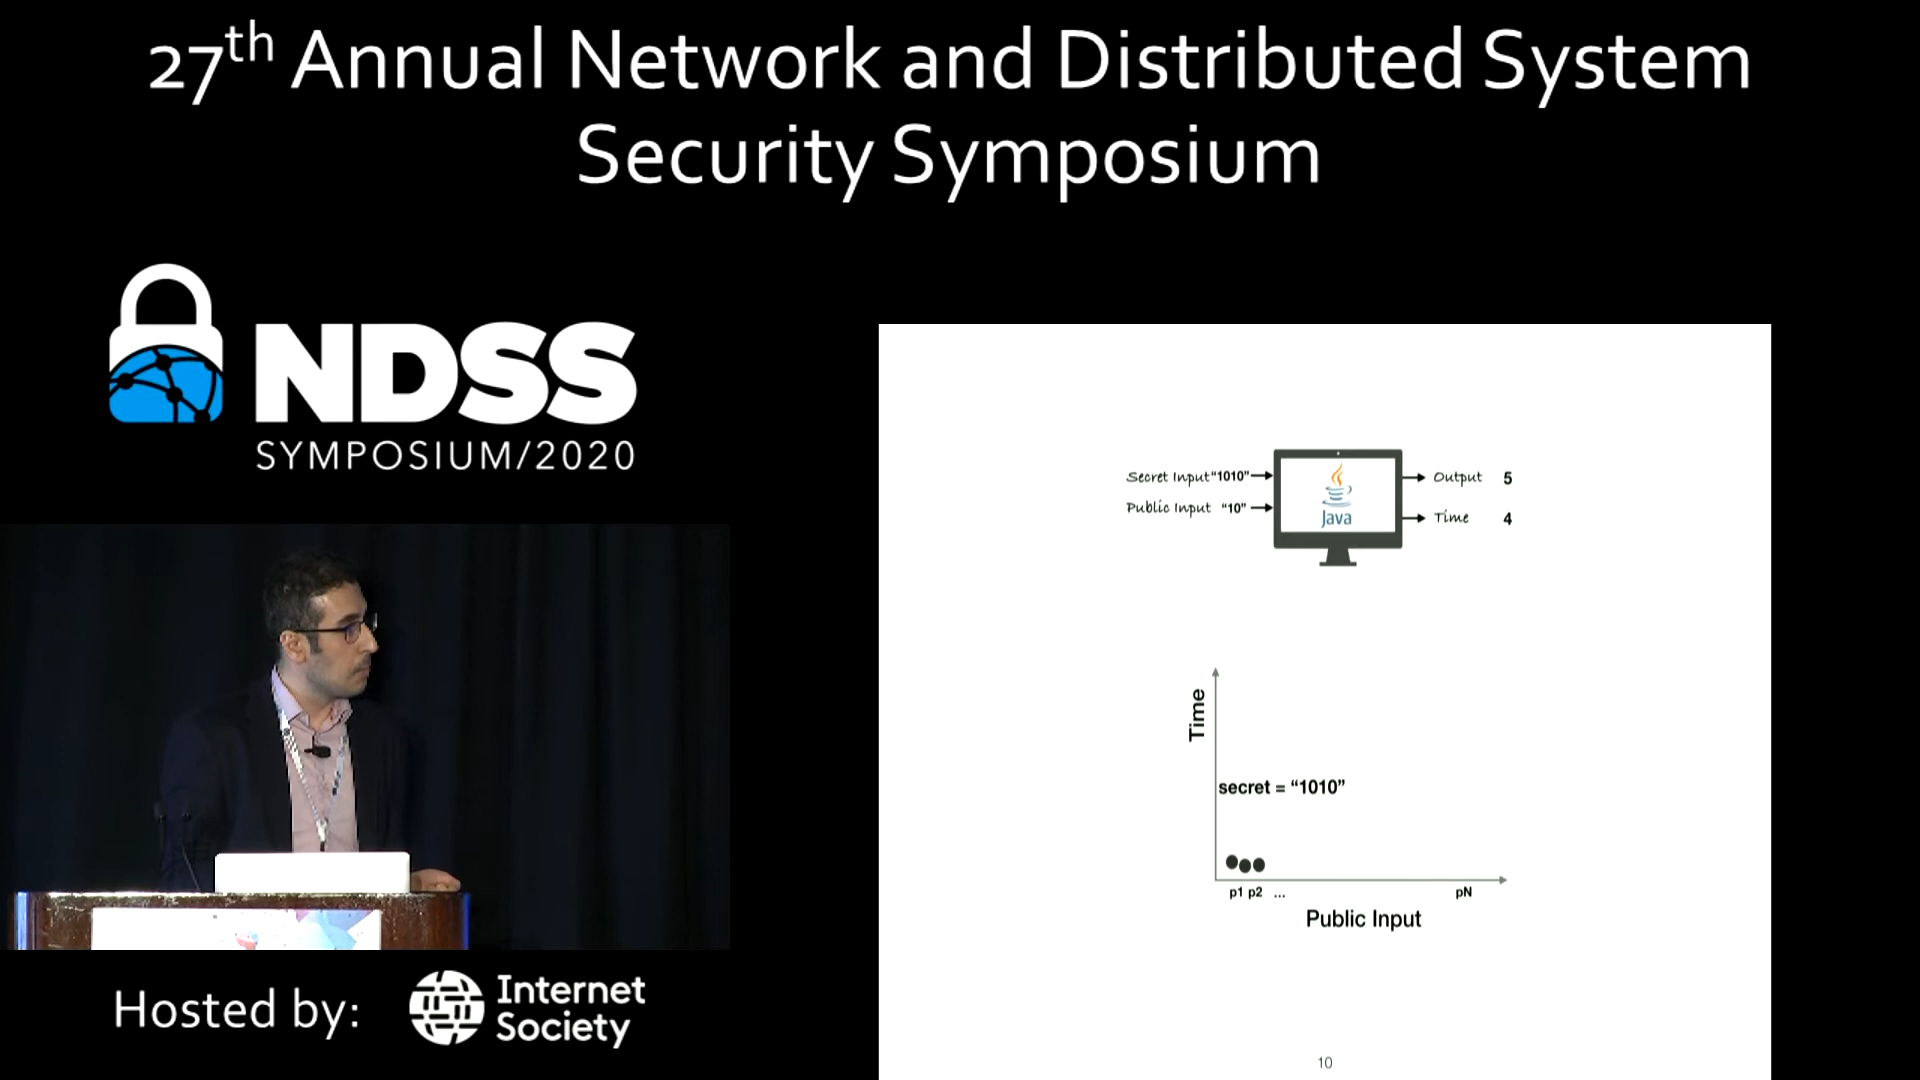 27th Annual Network and Distributed System
Security Symposium
NDSS
SYMPOSIUM/2020
Secret Input "1010"
Public Input "10"
Java
Output 5
Time 4
Time
secret = “1010”
p1 p2 ... pN
Public Input
10
Hosted by:
Internet
Society